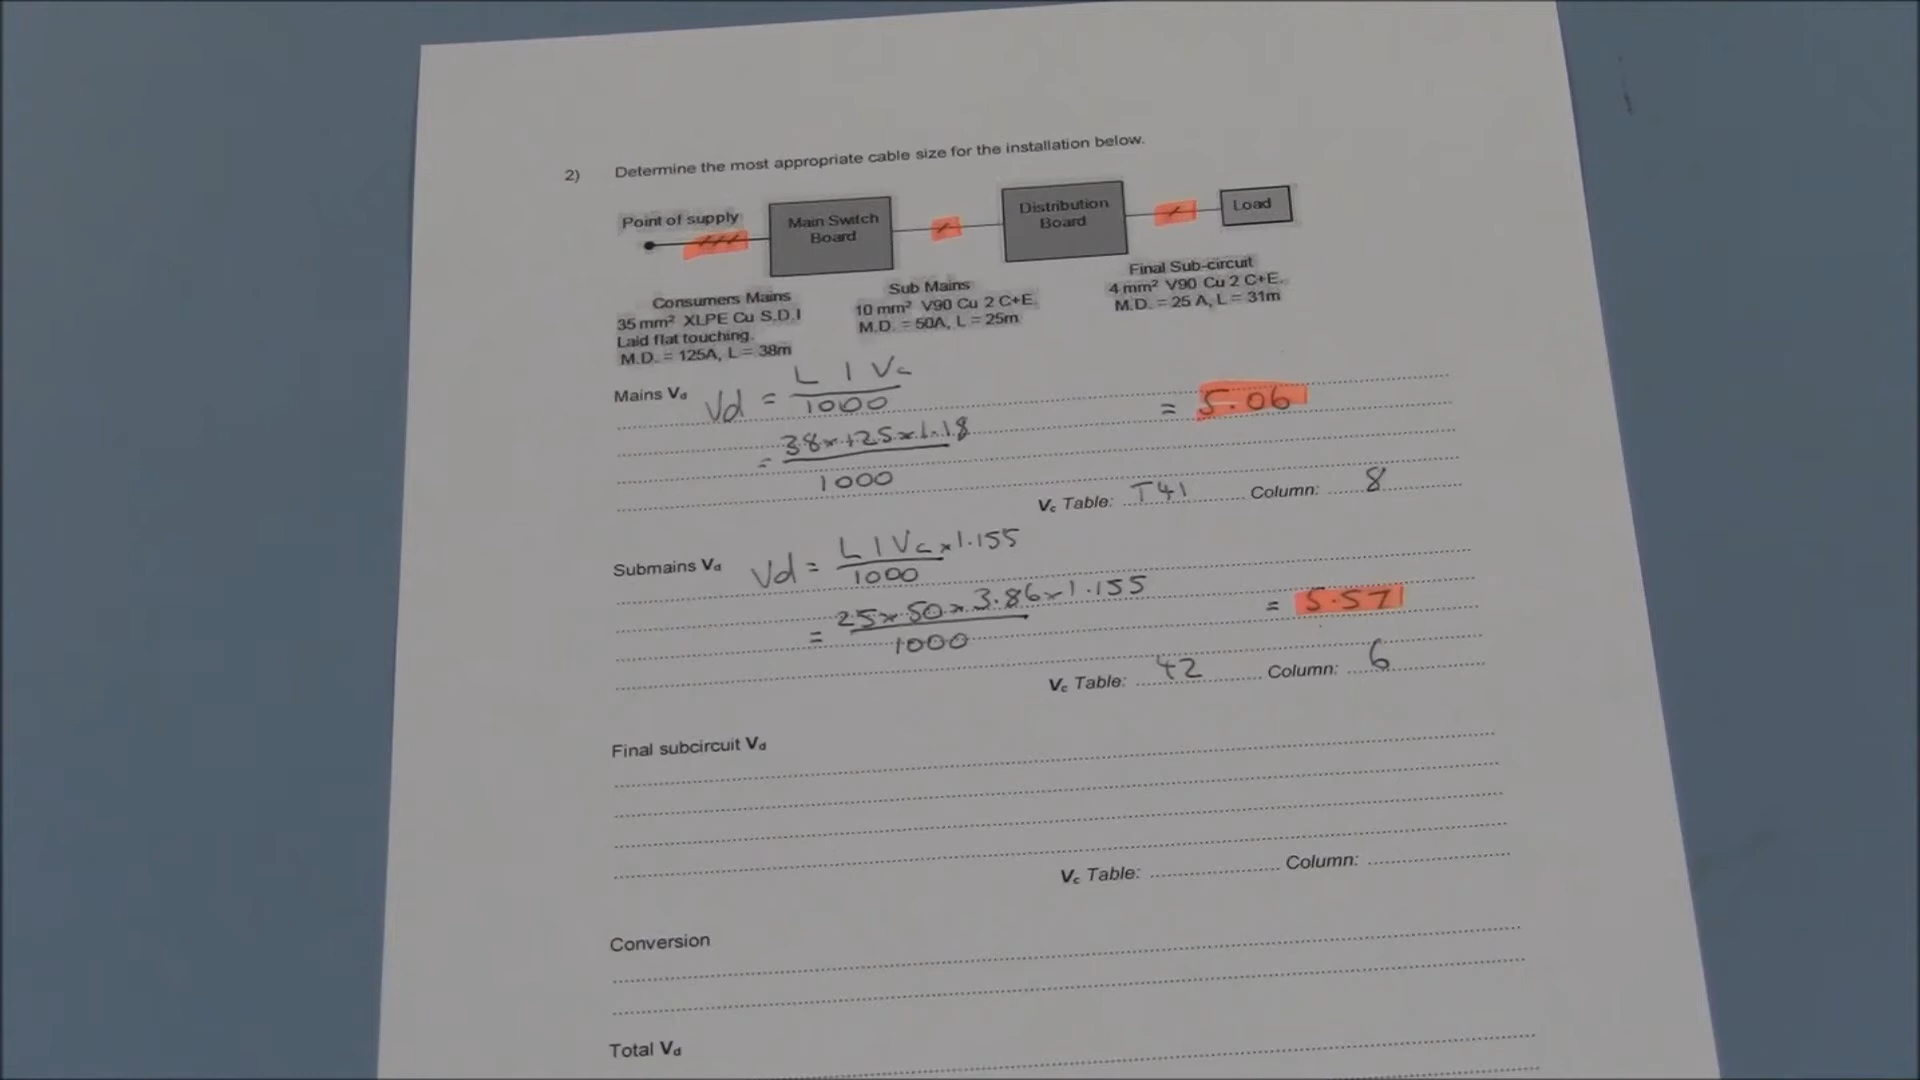 2) Determine the most appropriate cable size for the installation below.
Point of supply
Main Switch
Board
Distribution
Board
Load
Consumers Mains
35 mm² XLPE Cu S.D.I
Laid flat touching.
M.D. = 125A, L = 38m
Sub Mains
10 mm² V90 Cu 2 C+E.
M.D. = 50A, L = 25m
Final Sub-circuit
4 mm² V90 Cu 2 C+E.
M.D. = 25 A, L = 31m
Mains Vd Vd = L I Vc
1000
= 5.06
= 38 x 125 x 1.18
1000
Vc Table: T41 Column: 8
Submains Vd Vd = L I Vc x 1.155
1000
= 25 x 50 x 3.86 x 1.155
1000
= 5.57
Vc Table: 42 Column: 6
Final subcircuit Vd
Vc Table: Column:
Conversion
Total Vd